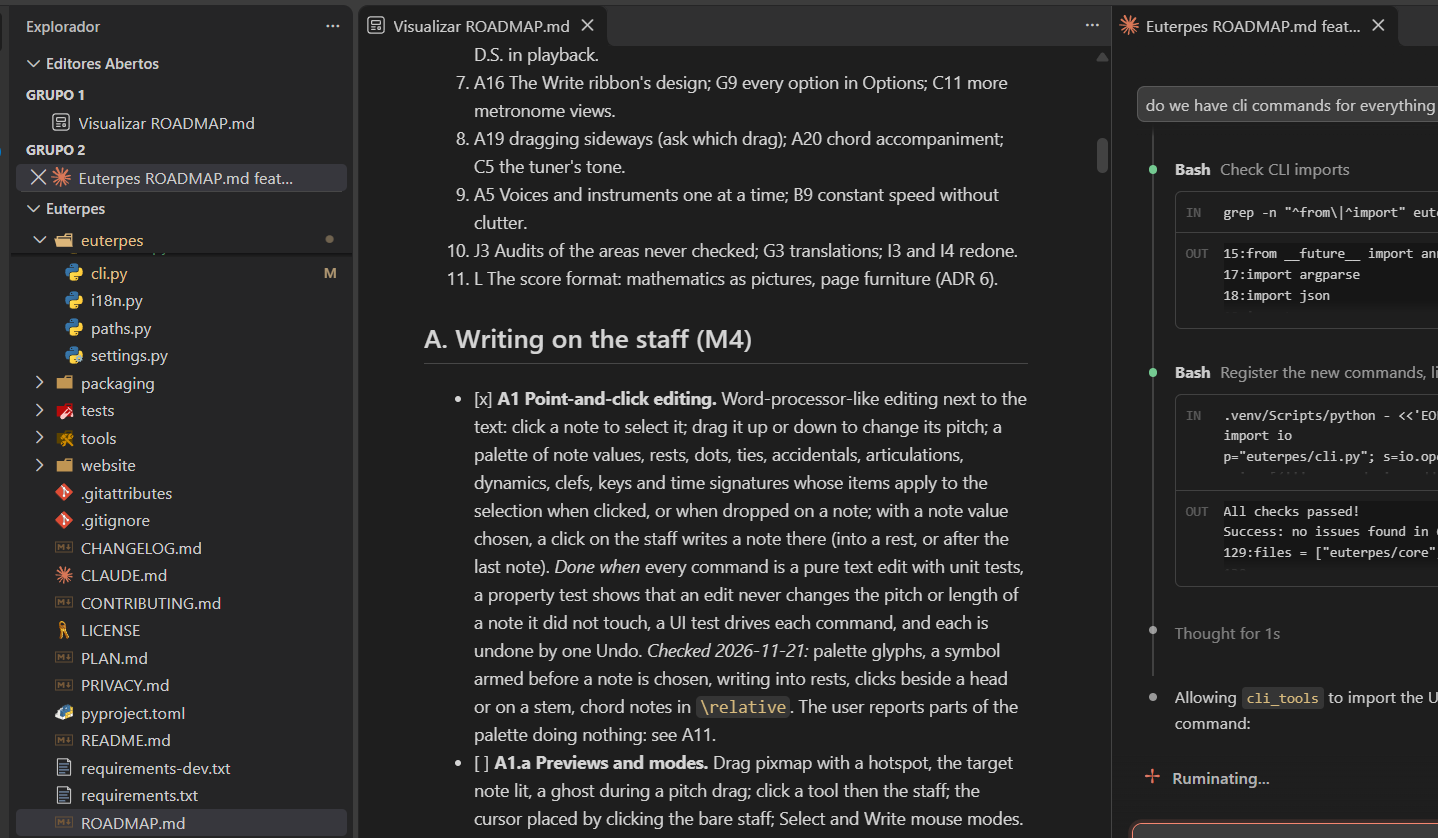 Explorador
Editores Abertos
GRUPO 1
Visualizar ROADMAP.md
GRUPO 2
Euterpes ROADMAP.md feat...
Euterpes
euterpes
cli.py
M
i18n.py
paths.py
settings.py
packaging
tests
tools
website
.gitattributes
.gitignore
CHANGELOG.md
CLAUDE.md
CONTRIBUTING.md
LICENSE
PLAN.md
PRIVACY.md
pyproject.toml
README.md
requirements-dev.txt
requirements.txt
ROADMAP.md
Visualizar ROADMAP.md
D.S. in playback.
7. A16 The Write ribbon's design; G9 every option in Options; C11 more
metronome views.
8. A19 dragging sideways (ask which drag); A20 chord accompaniment;
C5 the tuner's tone.
9. A5 Voices and instruments one at a time; B9 constant speed without
clutter.
10. J3 Audits of the areas never checked; G3 translations; I3 and I4 redone.
11. L The score format: mathematics as pictures, page furniture (ADR 6).
A. Writing on the staff (M4)
• [x] A1 Point-and-click editing. Word-processor-like editing next to the
text: click a note to select it; drag it up or down to change its pitch; a
palette of note values, rests, dots, ties, accidentals, articulations,
dynamics, clefs, keys and time signatures whose items apply to the
selection when clicked, or when dropped on a note; with a note value
chosen, a click on the staff writes a note there (into a rest, or after the
last note). Done when every command is a pure text edit with unit tests,
a property test shows that an edit never changes the pitch or length of
a note it did not touch, a UI test drives each command, and each is
undone by one Undo. Checked 2026-11-21: palette glyphs, a symbol
armed before a note is chosen, writing into rests, clicks beside a head
or on a stem, chord notes in \relative. The user reports parts of the
palette doing nothing: see A11.
• [ ] A1.a Previews and modes. Drag pixmap with a hotspot, the target
note lit, a ghost during a pitch drag; click a tool then the staff; the
cursor placed by clicking the bare staff; Select and Write mouse modes.
Euterpes ROADMAP.md feat...
do we have cli commands for everything
Bash Check CLI imports
IN grep -n "^from\|^import" eut
OUT 15:from __future__ import an
17:import argparse
18:import json
Bash Register the new commands, li
IN .venv/Scripts/python - <<'EO
import io
p="euterpes/cli.py"; s=io.op
OUT All checks passed!
Success: no issues found in
129:files = ["euterpes/core"
Thought for 1s
Allowing cli_tools to import the U
command:
Ruminating...